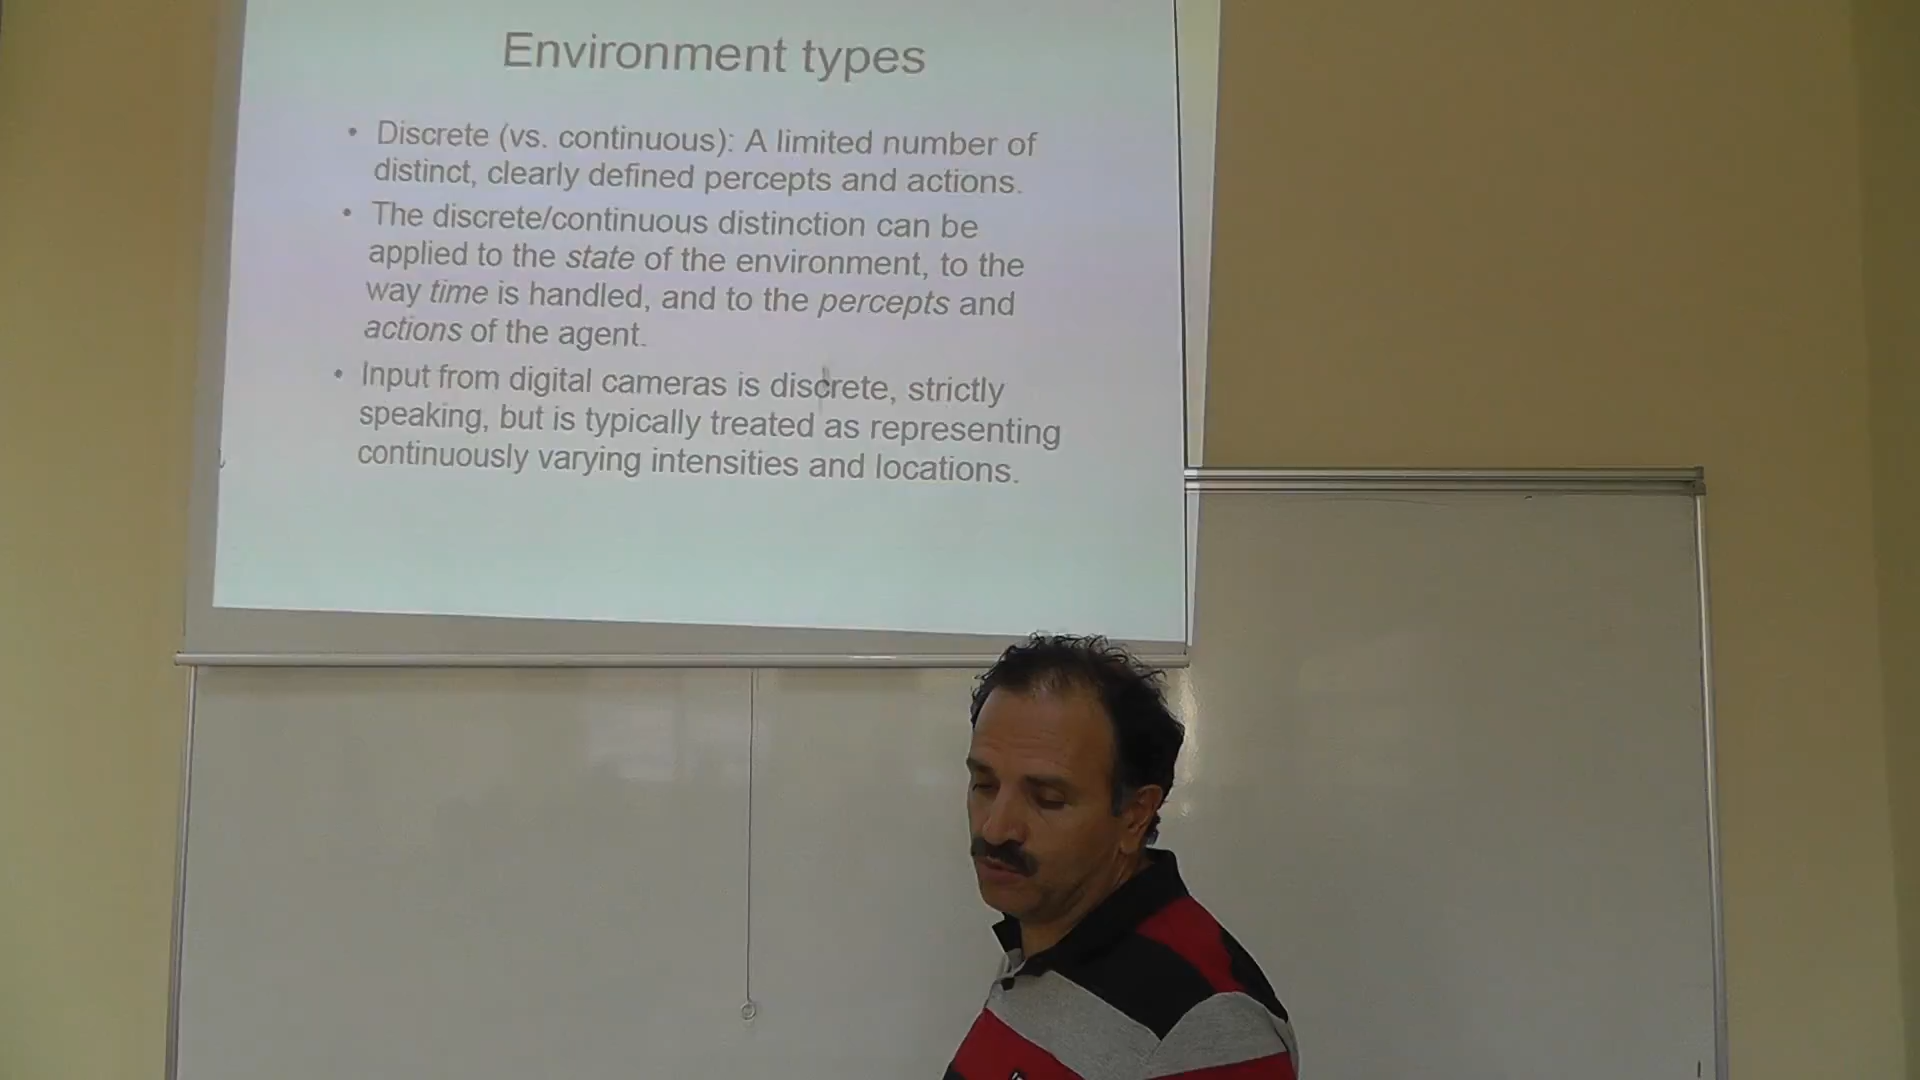 Environment types
• Discrete (vs. continuous): A limited number of
distinct, clearly defined percepts and actions.
• The discrete/continuous distinction can be
applied to the state of the environment, to the
way time is handled, and to the percepts and
actions of the agent.
• Input from digital cameras is discrete, strictly
speaking, but is typically treated as representing
continuously varying intensities and locations.